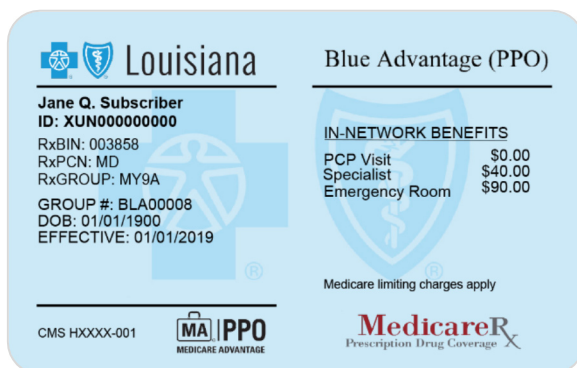 Louisiana
Blue Advantage (PPO)
Jane Q. Subscriber
ID: XUN000000000
RxBIN: 003858
RxPCN: MD
RxGROUP: MY9A
GROUP #: BLA00008
DOB: 01/01/1900
EFFECTIVE: 01/01/2019
IN-NETWORK BENEFITS
PCP Visit $0.00
Specialist $40.00
Emergency Room $90.00
Medicare limiting charges apply
CMS HXXXX-001
MA PPO
MEDICARE ADVANTAGE
MedicareRx
Prescription Drug Coverage